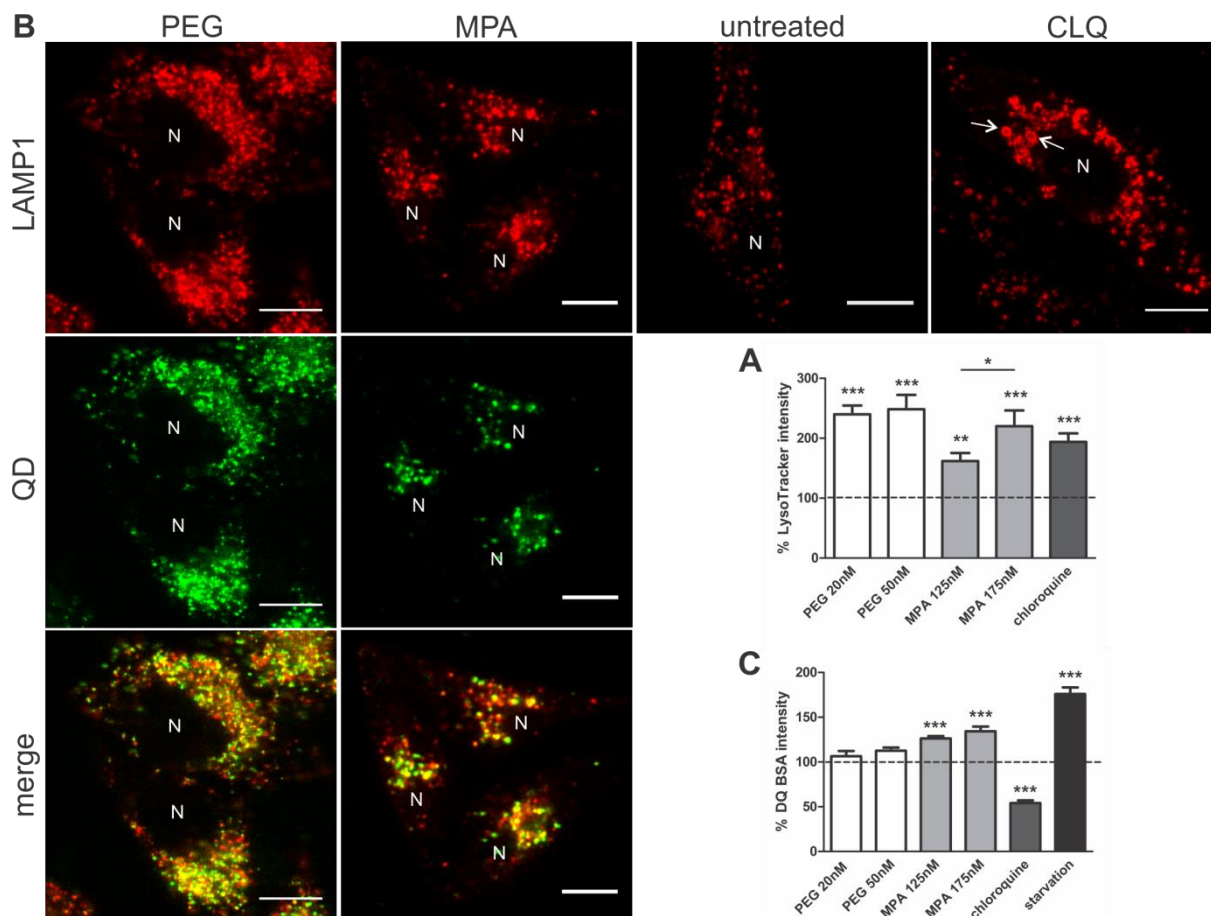 B
PEG
MPA
untreated
CLQ
LAMP1
N
N
N
N
N
N
N
QD
N
N
N
N
N
merge
N
N
N
N
N
A
% LysoTracker intensity
300
200
100
0
***
***
**
*
***
***
PEG 20nM
PEG 50nM
MPA 125nM
MPA 175nM
chloroquine
C
% DQ BSA intensity
200
150
100
50
0
***
***
***
***
PEG 20nM
PEG 50nM
MPA 125nM
MPA 175nM
chloroquine
starvation